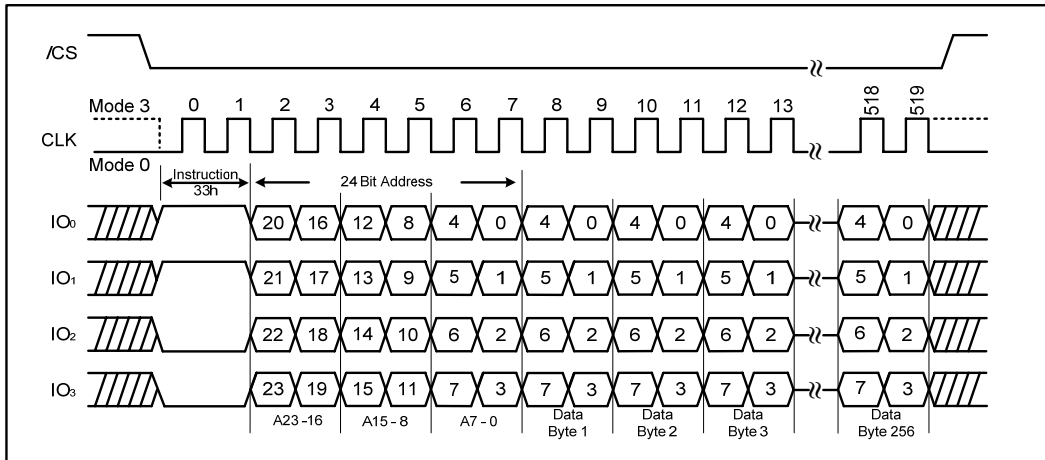 /CS
Mode 3 0 1 2 3 4 5 6 7 8 9 10 11 12 13 518 519
CLK
Mode 0
Instruction
33h
24 Bit Address
IO0 20 16 12 8 4 0 4 0 4 0 4 0 4 0
IO1 21 17 13 9 5 1 5 1 5 1 5 1 5 1
IO2 22 18 14 10 6 2 6 2 6 2 6 2 6 2
IO3 23 19 15 11 7 3 7 3 7 3 7 3 7 3
A23-16 A15-8 A7-0
Data
Byte 1
Data
Byte 2
Data
Byte 3
Data
Byte 256